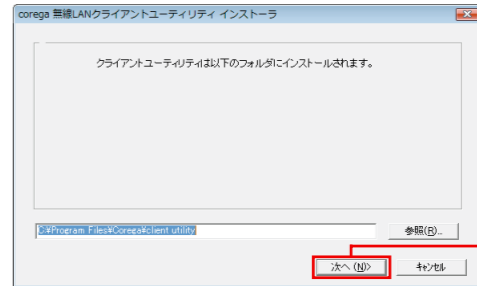 corega 無線LANクライアントユーティリティ インストーラ
クライアントユーティリティは以下のフォルダにインストールされます。
C:¥Program Files¥Corega¥client utility
参照(R)...
次へ(N)>
キャンセル